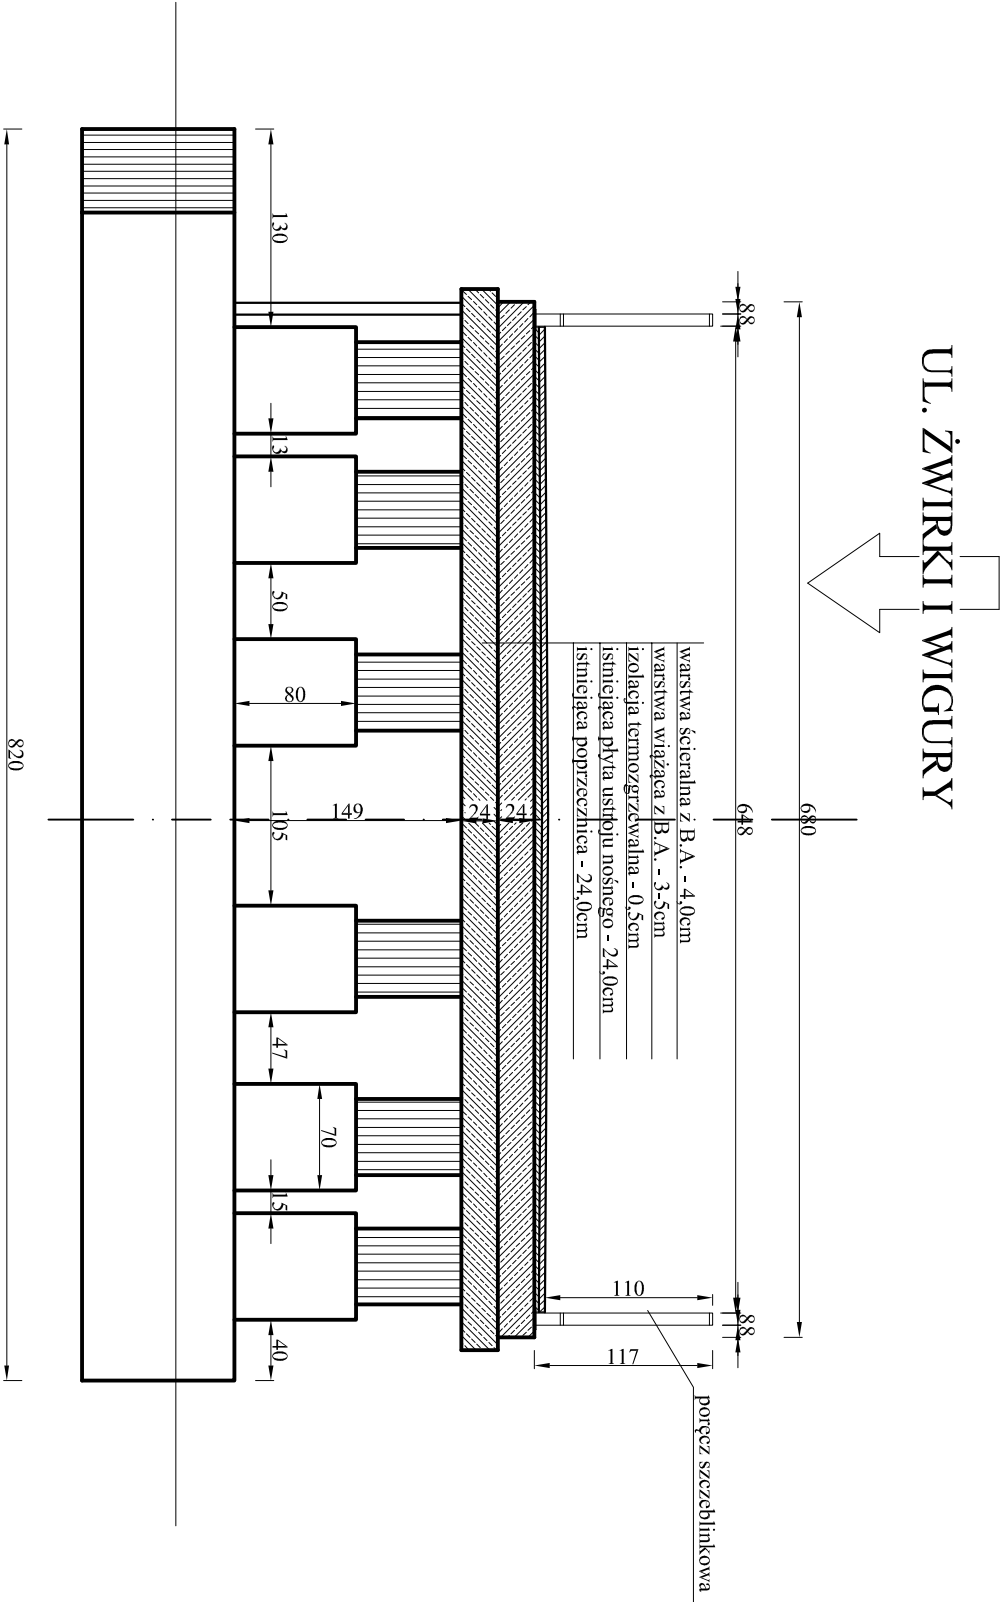 UL. ŻWIRKI I WIGURY
680
88
648
88
warstwa ścieralna z B.A. - 4,0cm
warstwa wiążąca z B.A. - 3-5cm
izolacja termozgrzewalna - 0,5cm
istniejąca płyta ustroju nośnego - 24,0cm
istniejąca poprzecznica - 24,0cm
110
117
poręcz szczeblinkowa
24
24
149
80
70
130
13
50
105
47
15
40
820